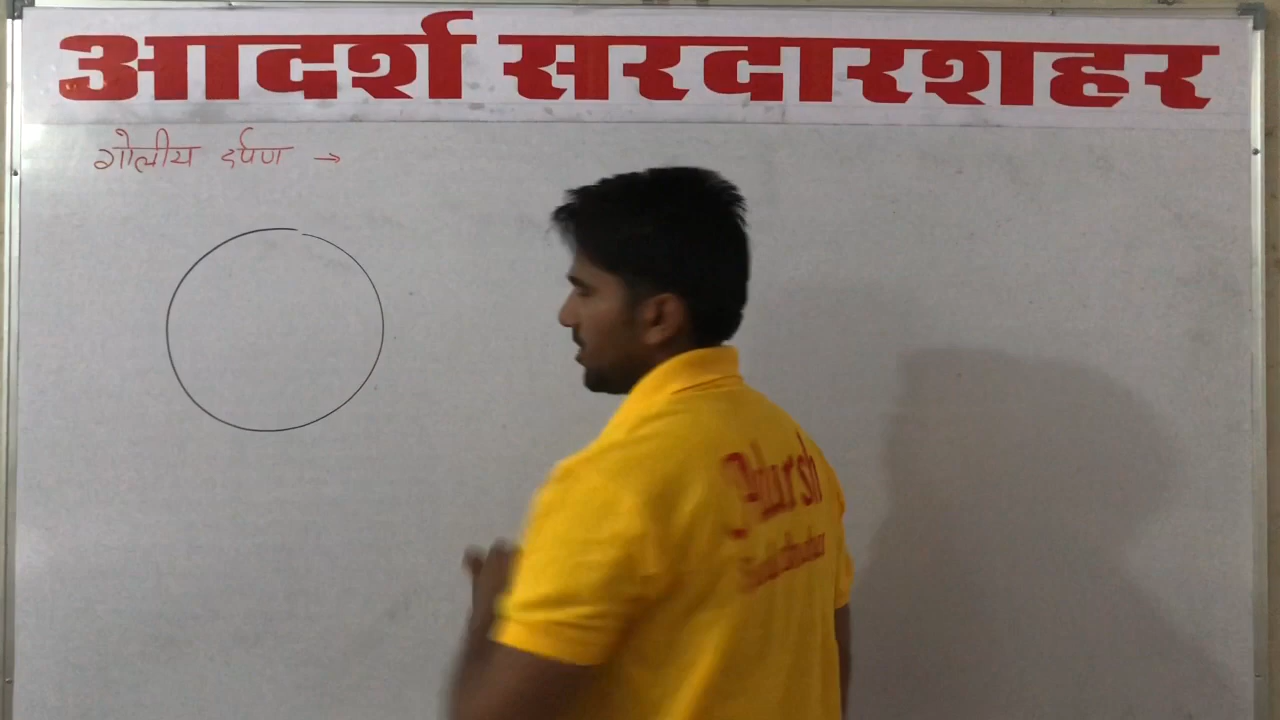 आदर्श सरदारशहर
गोलीय दर्पण →